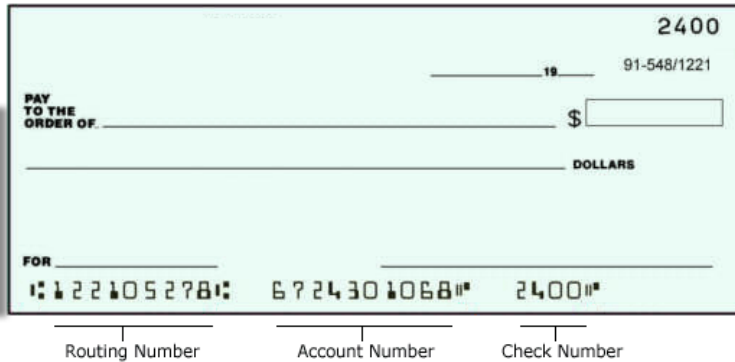 2400
19 91-548/1221
PAY
TO THE
ORDER OF $
DOLLARS
FOR
⑆122105278⑆ 6724301068⑈ 2400⑈
Routing Number Account Number Check Number